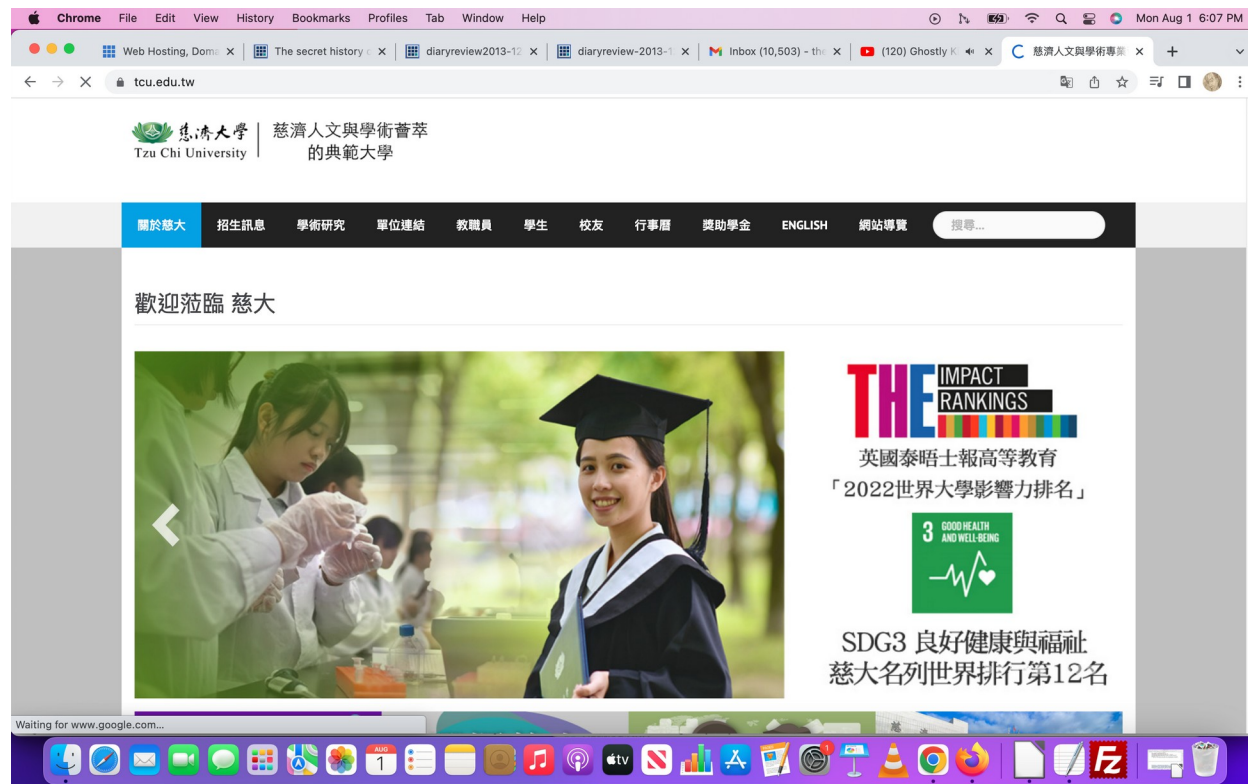 Chrome File Edit View History Bookmarks Profiles Tab Window Help Mon Aug 1 6:07 PM
Web Hosting, Doma The secret history diaryreview2013-12 diaryreview-2013-1 Inbox (10,503) - the (120) Ghostly K 慈濟人文與學術專業
tcu.edu.tw
慈濟大學 慈濟人文與學術薈萃
Tzu Chi University 的典範大學
關於慈大 招生訊息 學術研究 單位連結 教職員 學生 校友 行事曆 獎助學金 ENGLISH 網站導覽 搜尋...
歡迎蒞臨 慈大
THE IMPACT
RANKINGS
英國泰晤士報高等教育
「2022世界大學影響力排名」
3 GOOD HEALTH
AND WELL-BEING
SDG3 良好健康與福祉
慈大名列世界排行第12名
Waiting for www.google.com...
AUG
1
tv
1